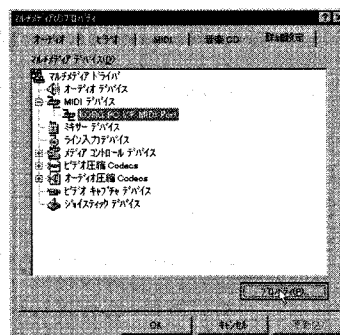 マルチメディアのプロパティ
オーディオ ビデオ MIDI 音楽 CD 詳細設定
マルチメディア デバイス(D)
マルチメディア ドライバ
オーディオ デバイス
MIDI デバイス
KORG PC I/F MIDI Port
ミキサー デバイス
ライン入力デバイス
メディア コントロール デバイス
ビデオ圧縮 Codecs
オーディオ圧縮 Codecs
ビデオ キャプチャ デバイス
ジョイスティック デバイス
プロパティ(P)
OK キャンセル